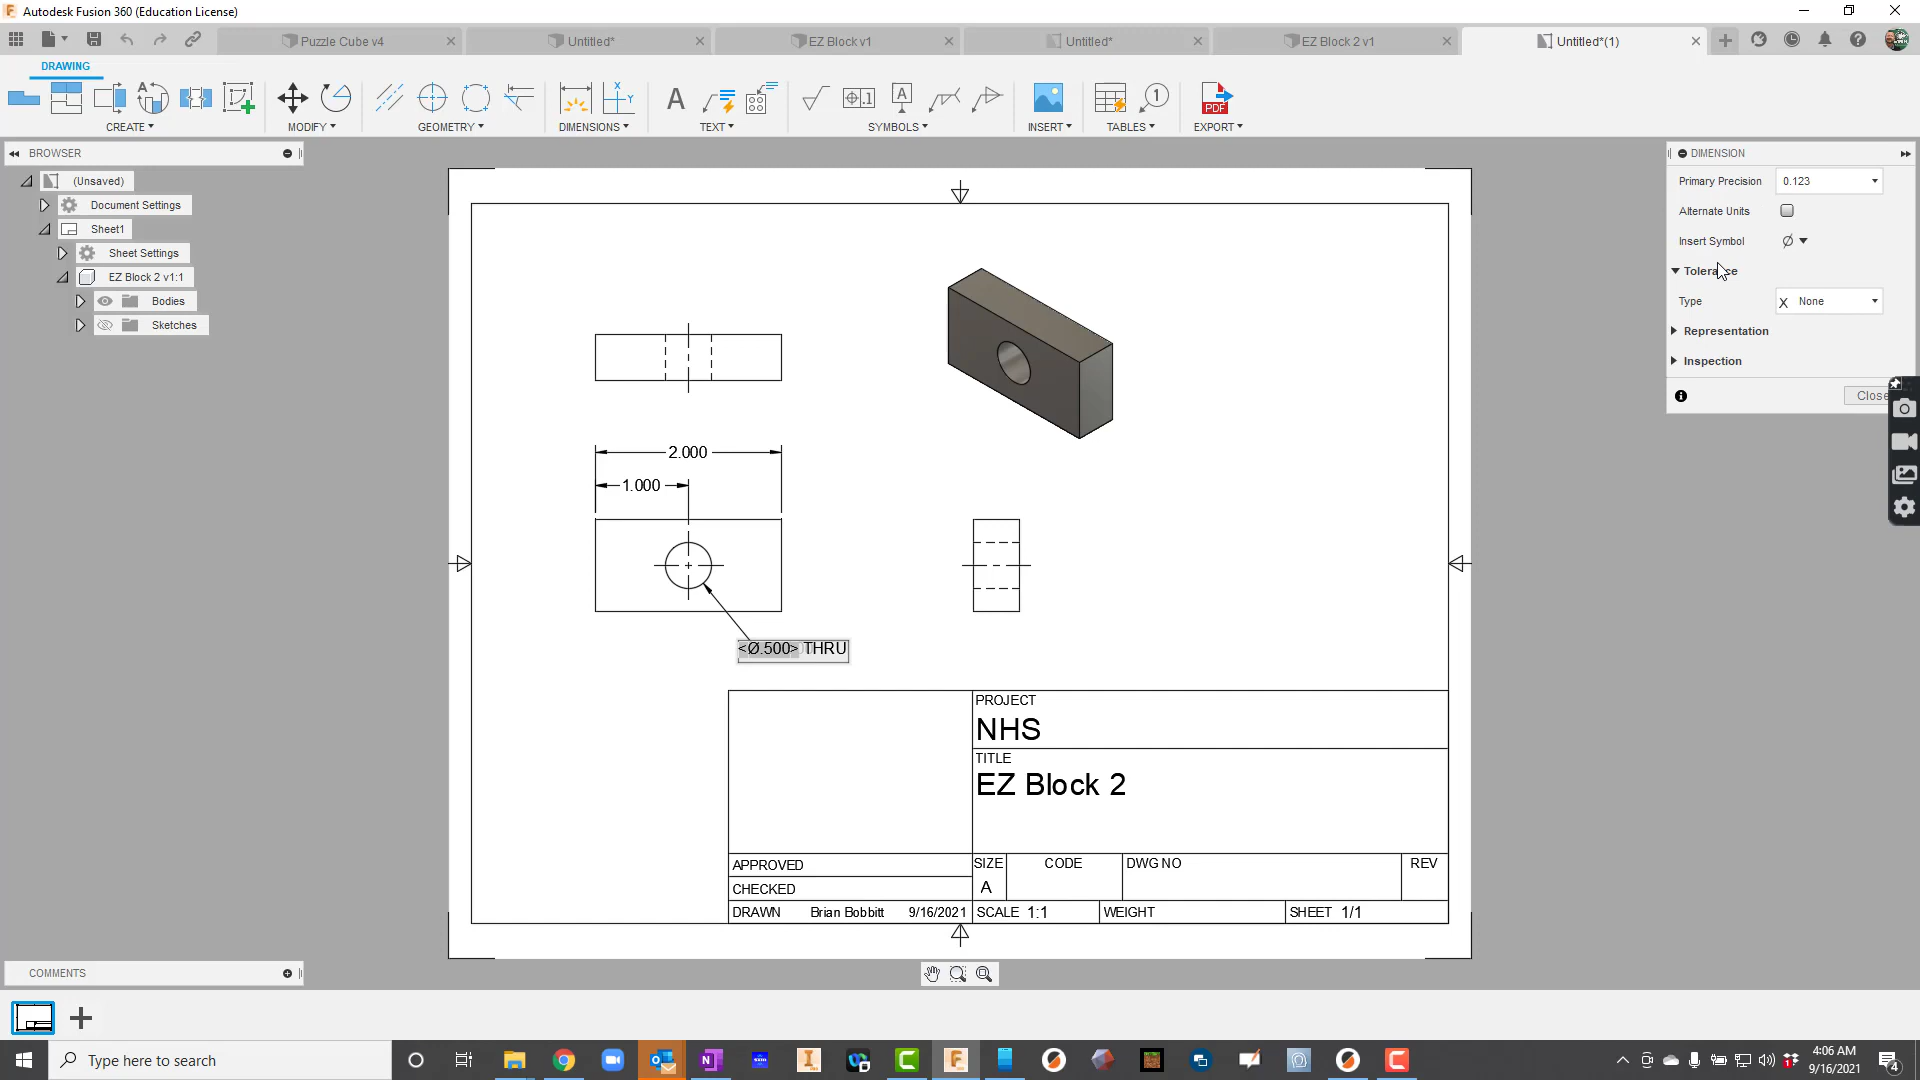 Autodesk Fusion 360 (Education License)
Puzzle Cube v4
Untitled*
EZ Block v1
Untitled*
EZ Block 2 v1
Untitled*(1)
DRAWING
CREATE
MODIFY
GEOMETRY
DIMENSIONS
TEXT
SYMBOLS
INSERT
TABLES
EXPORT
BROWSER
(Unsaved)
Document Settings
Sheet1
Sheet Settings
EZ Block 2 v1:1
Bodies
Sketches
DIMENSION
Primary Precision 0.123
Alternate Units
Insert Symbol Ø
Tolerance
Type None
Representation
Inspection
Close
2.000
1.000
<Ø.500> THRU
PROJECT
NHS
TITLE
EZ Block 2
APPROVED
CHECKED
DRAWN Brian Bobbitt 9/16/2021
SIZE
A
CODE
DWG NO
REV
SCALE 1:1
WEIGHT
SHEET 1/1
COMMENTS
Type here to search
4:06 AM
9/16/2021
4